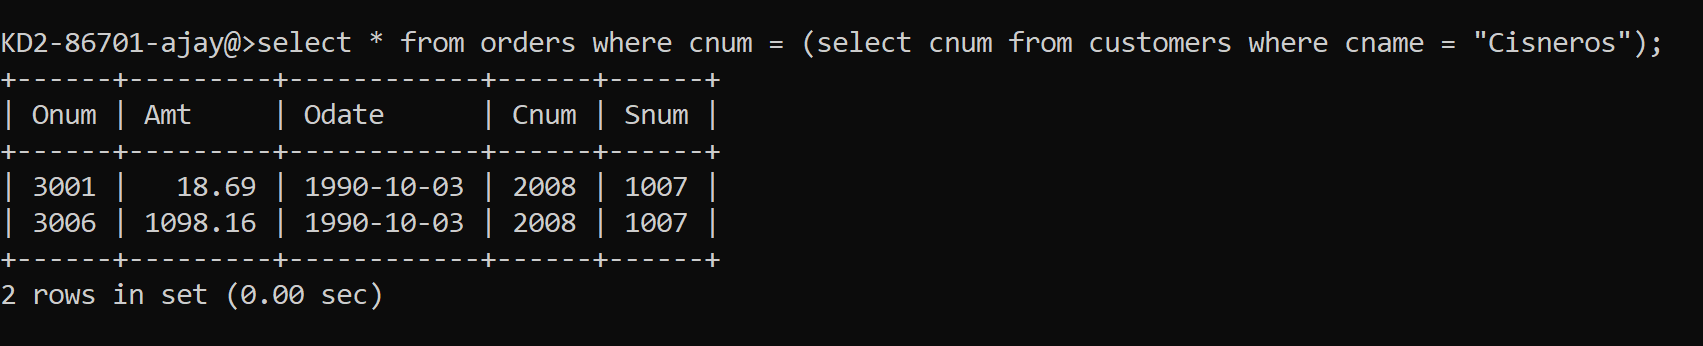 KD2-86701-ajay@>select * from orders where cnum = (select cnum from customers where cname = "Cisneros");
+------+---------+------------+------+------+
| Onum | Amt     | Odate      | Cnum | Snum |
+------+---------+------------+------+------+
| 3001 |   18.69 | 1990-10-03 | 2008 | 1007 |
| 3006 | 1098.16 | 1990-10-03 | 2008 | 1007 |
+------+---------+------------+------+------+
2 rows in set (0.00 sec)